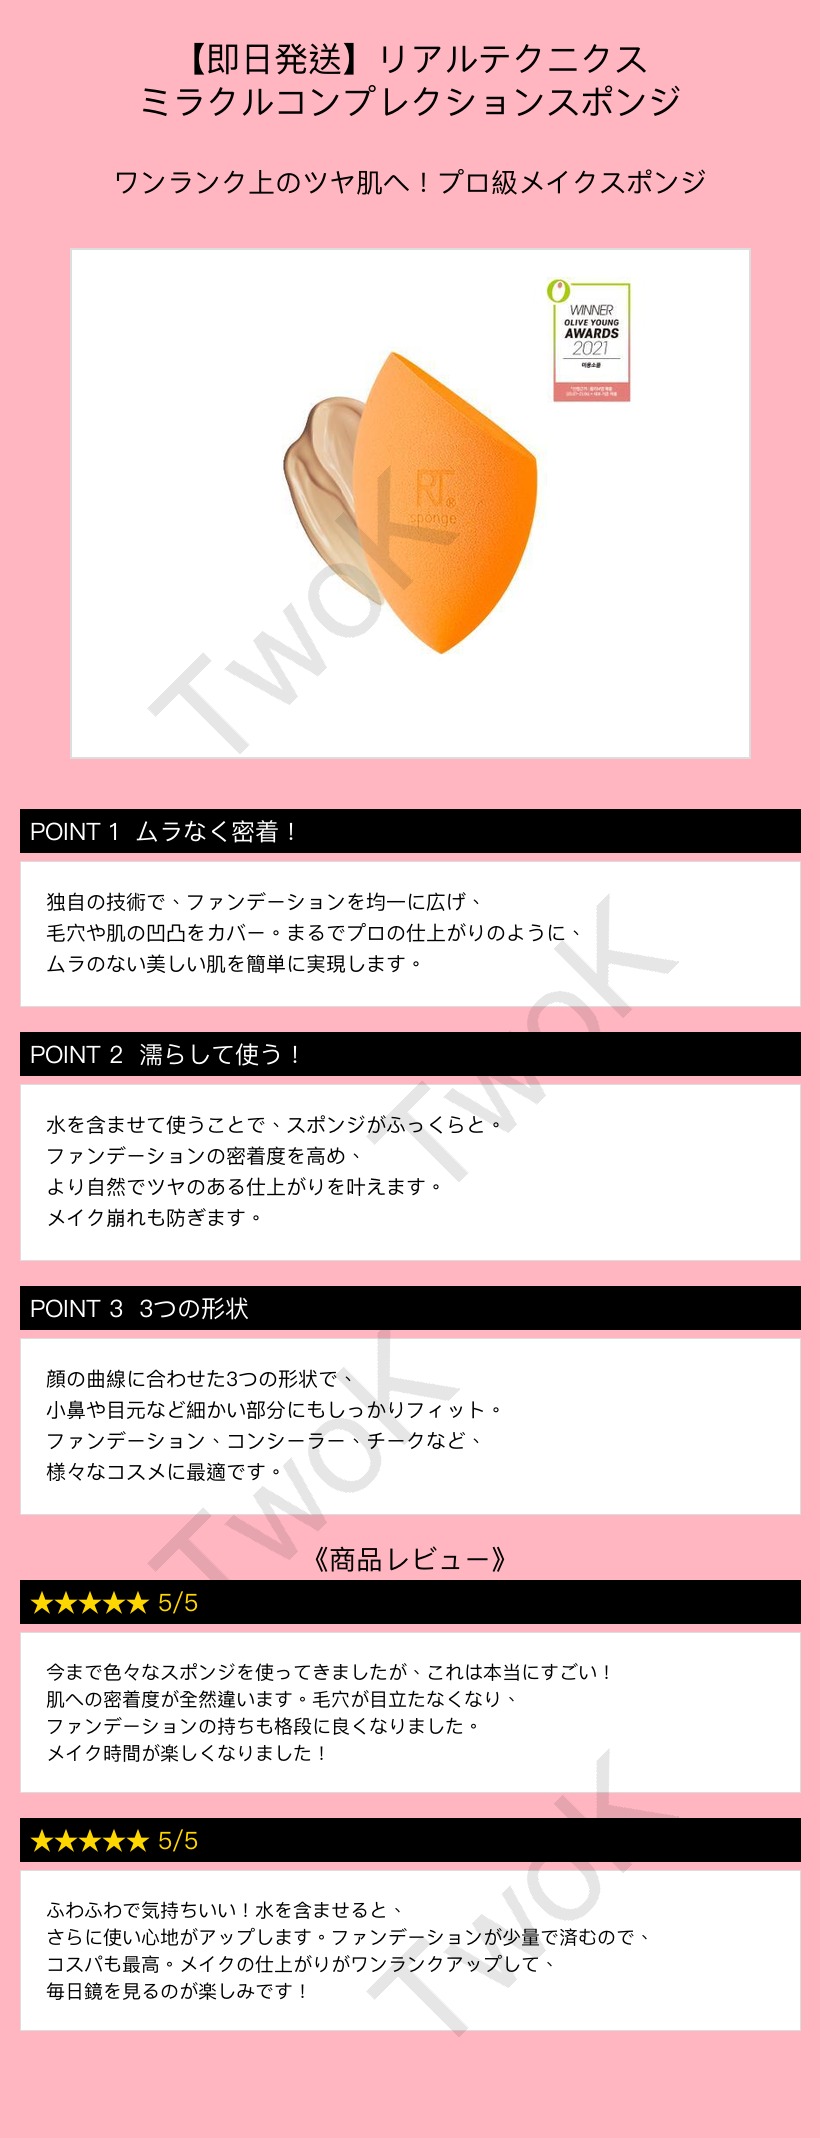 【即日発送】リアルテクニクス
ミラクルコンプレクションスポンジ
ワンランク上のツヤ肌へ！プロ級メイクスポンジ
WINNER
OLIVE YOUNG
AWARDS
2021
미용소품
RT®
sponge
TwoK
POINT 1 ムラなく密着！
独自の技術で、ファンデーションを均一に広げ、
毛穴や肌の凹凸をカバー。まるでプロの仕上がりのように、
ムラのない美しい肌を簡単に実現します。
TwoK
POINT 2 濡らして使う！
水を含ませて使うことで、スポンジがふっくらと。
ファンデーションの密着度を高め、
より自然でツヤのある仕上がりを叶えます。
メイク崩れも防ぎます。
POINT 3 3つの形状
顔の曲線に合わせた3つの形状で、
小鼻や目元など細かい部分にもしっかりフィット。
ファンデーション、コンシーラー、チークなど、
様々なコスメに最適です。
TwoK
《商品レビュー》
★★★★★ 5/5
今まで色々なスポンジを使ってきましたが、これは本当にすごい！
肌への密着度が全然違います。毛穴が目立たなくなり、
ファンデーションの持ちも格段に良くなりました。
メイク時間が楽しくなりました！
★★★★★ 5/5
ふわふわで気持ちいい！水を含ませると、
さらに使い心地がアップします。ファンデーションが少量で済むので、
コスパも最高。メイクの仕上がりがワンランクアップして、
毎日鏡を見るのが楽しみです！
TwoK